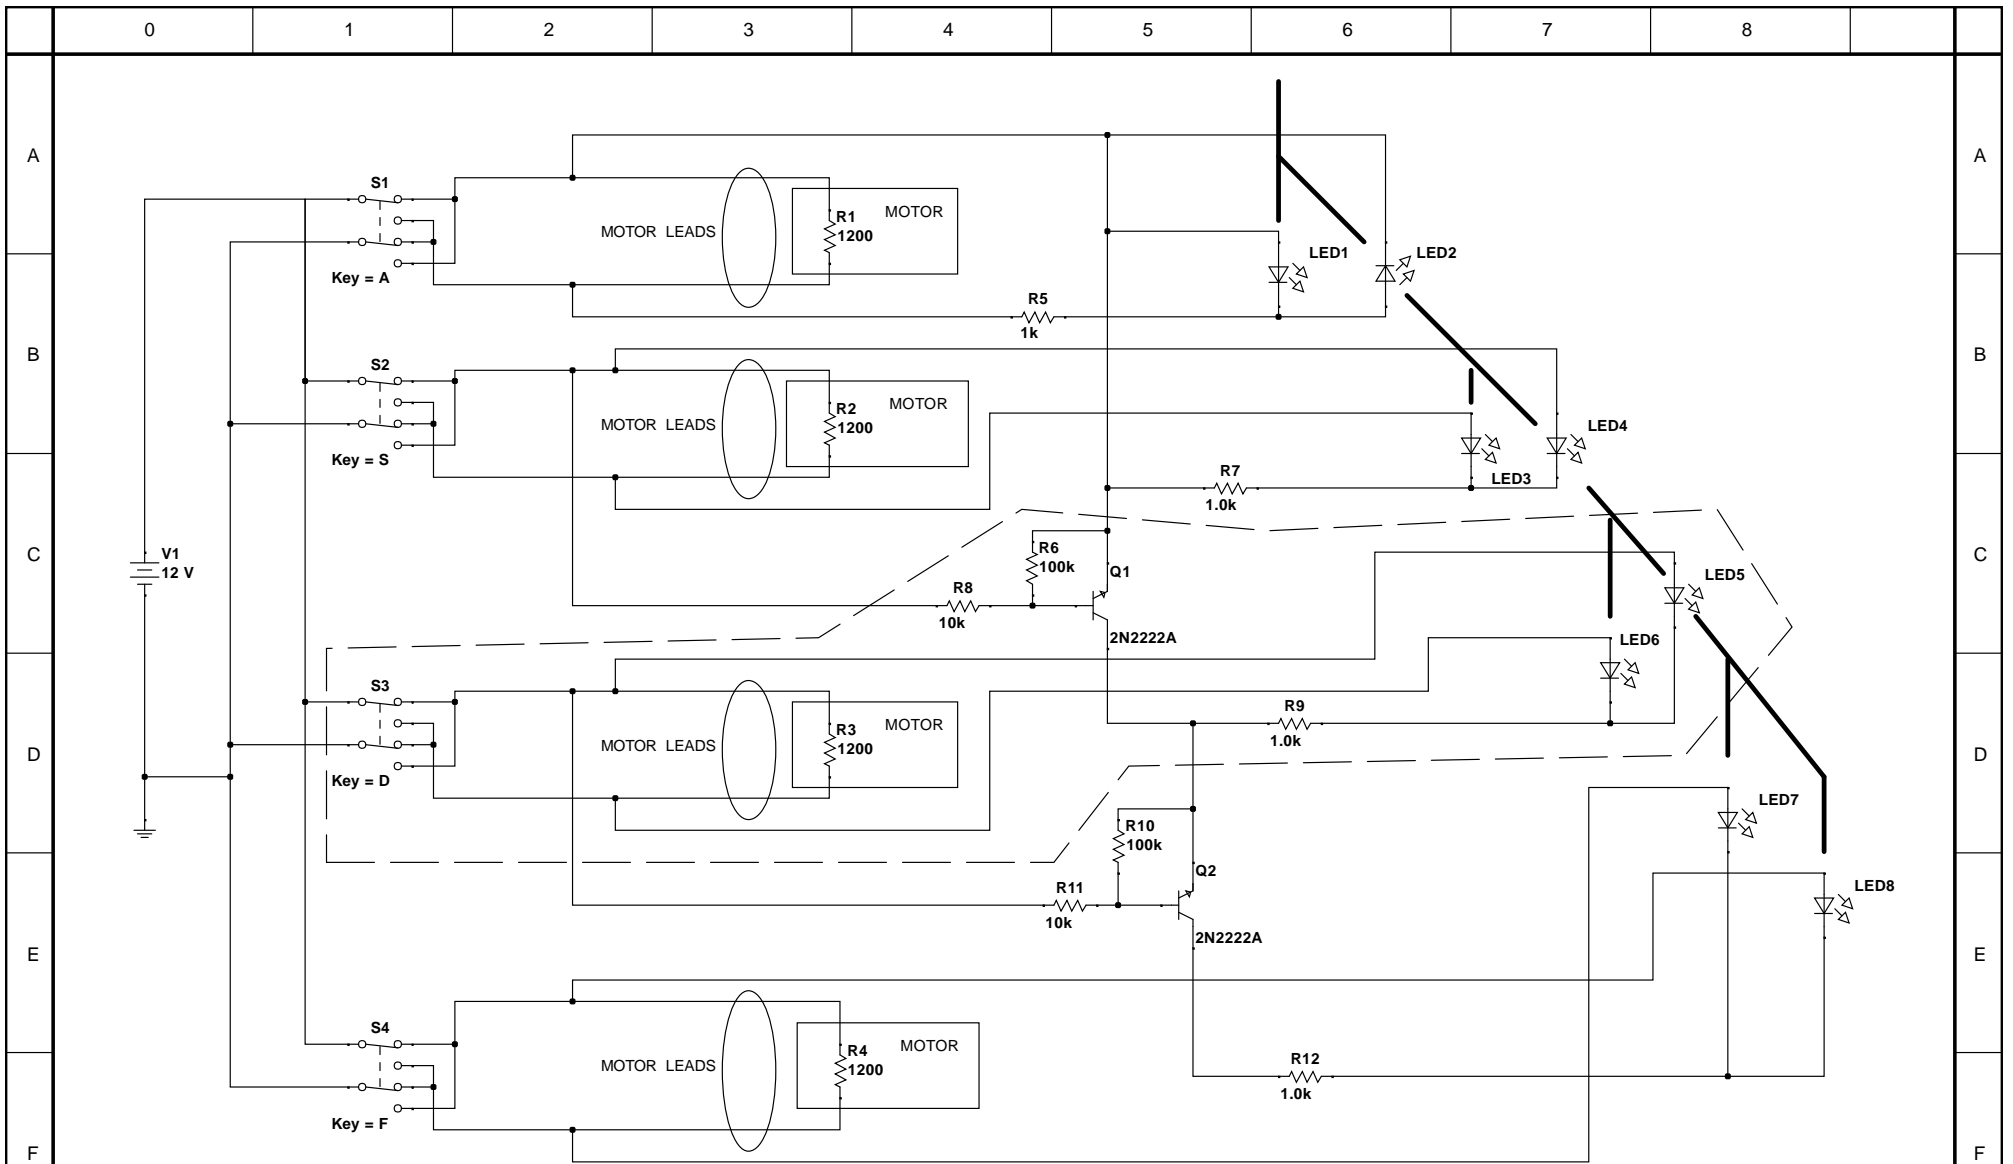 0 1 2 3 4 5 6 7 8
A A
S1
MOTOR
R1
1200
MOTOR LEADS
LED1 LED2
Key = A
R5
1k
B B
S2
MOTOR
R2
1200
MOTOR LEADS
LED4
Key = S
R7
LED3
1.0k
C C
V1
12 V
R6
100k
Q1
LED5
R8
10k
2N2222A
LED6
S3
MOTOR
R3
1200
MOTOR LEADS
R9
1.0k
D D
Key = D
LED7
R10
100k
Q2
R11
10k
LED8
2N2222A
E E
S4
MOTOR
R4
1200
MOTOR LEADS
R12
1.0k
Key = F
F F